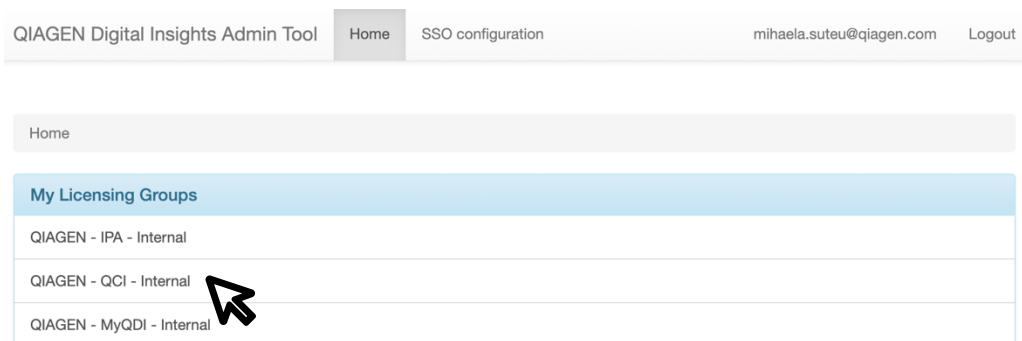 QIAGEN Digital Insights Admin Tool Home SSO configuration mihaela.suteu@qiagen.com Logout
Home
My Licensing Groups
QIAGEN - IPA - Internal
QIAGEN - QCI - Internal
QIAGEN - MyQDI - Internal